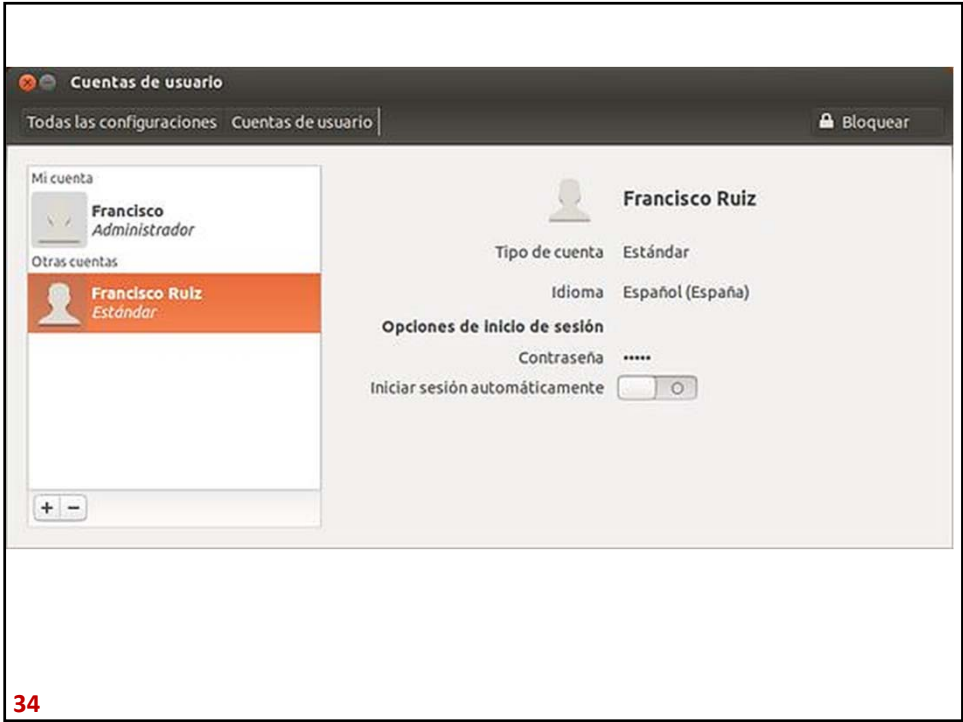 Cuentas de usuario
Todas las configuraciones Cuentas de usuario
Bloquear
Mi cuenta
Francisco
Administrador
Otras cuentas
Francisco Ruiz
Estándar
Francisco Ruiz
Tipo de cuenta Estándar
Idioma Español (España)
Opciones de inicio de sesión
Contraseña •••••
Iniciar sesión automáticamente
+ −
34